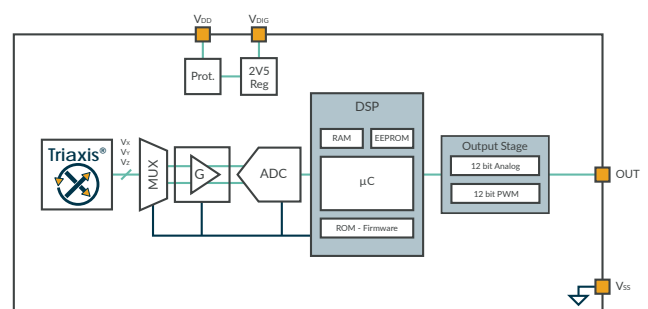 VDD
VDIG
Prot.
2V5
Reg
DSP
Triaxis®
VX
VY
VZ
MUX
G
ADC
RAM
EEPROM
µC
ROM - Firmware
Output Stage
12 bit Analog
12 bit PWM
OUT
VSS